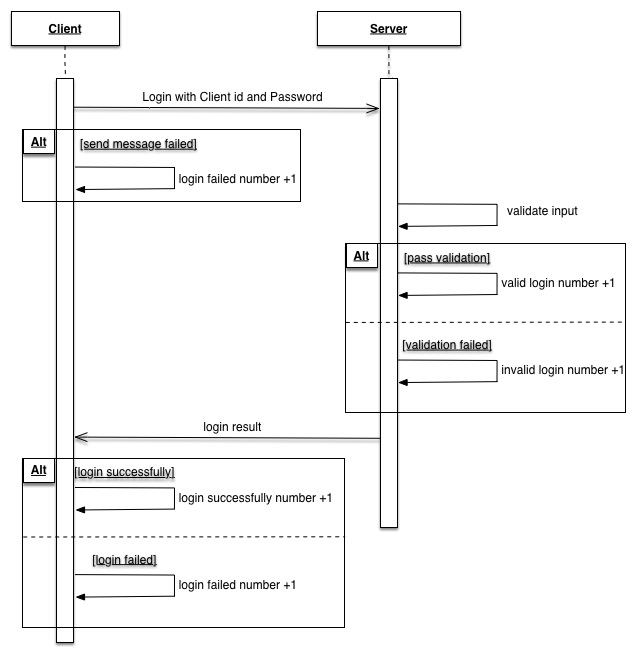 Client
Server
Login with Client id and Password
Alt
[send message failed]
login failed number +1
validate input
Alt
[pass validation]
valid login number +1
[validation failed]
invalid login number +1
login result
Alt
[login successfully]
login successfully number +1
[login failed]
login failed number +1